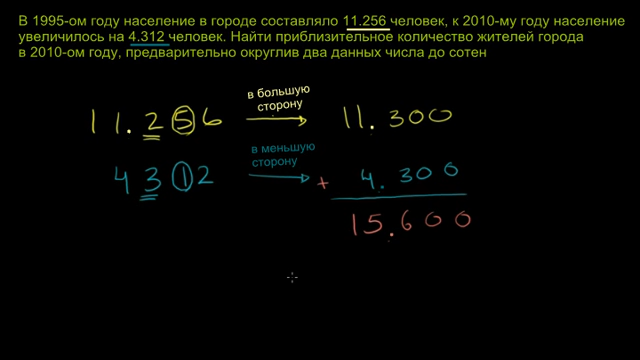 В 1995-ом году население в городе составляло 11.256 человек, к 2010-му году население
увеличилось на 4.312 человек. Найти приблизительное количество жителей города
в 2010-ом году, предварительно округлив два данных числа до сотен
11.256 в большую сторону 11.300
4312 в меньшую сторону + 4.300
15.600